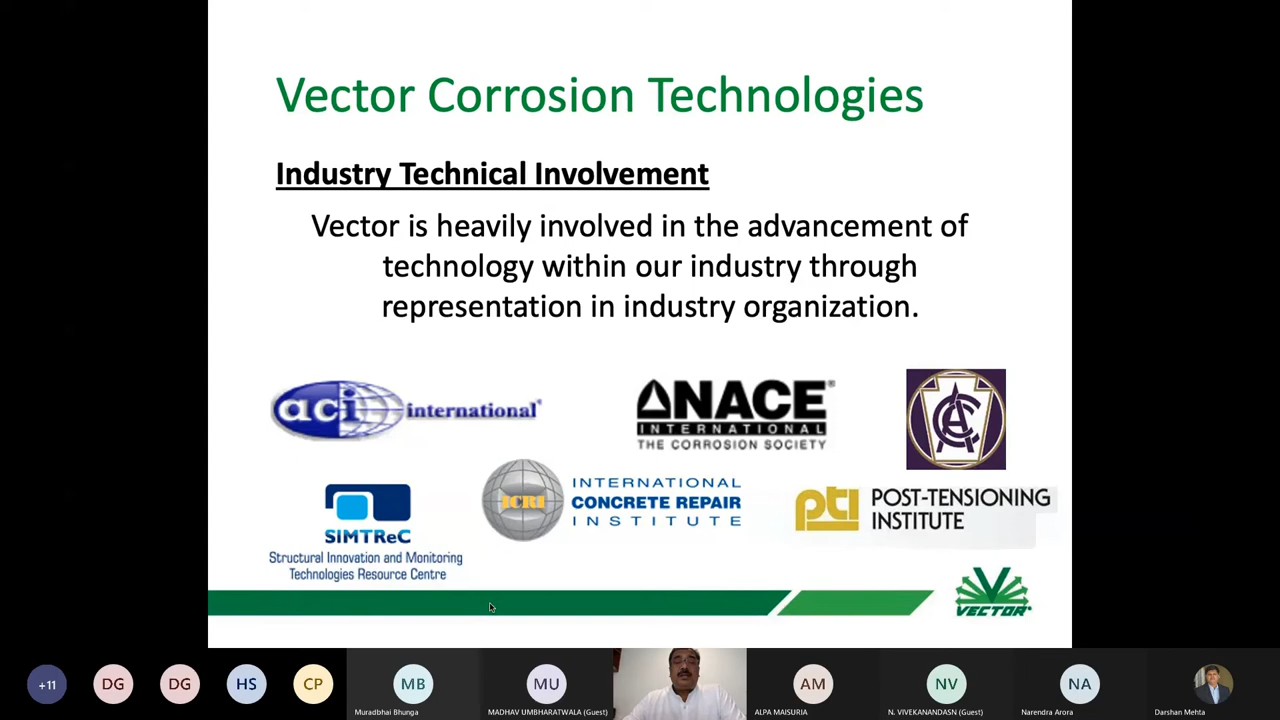 Vector Corrosion Technologies
Industry Technical Involvement
Vector is heavily involved in the advancement of
technology within our industry through
representation in industry organization.
aci international®
NACE®
INTERNATIONAL
THE CORROSION SOCIETY
SIMTReC
Structural Innovation and Monitoring
Technologies Resource Centre
ICRI
INTERNATIONAL
CONCRETE REPAIR
INSTITUTE
pti
POST-TENSIONING
INSTITUTE
VECTOR®
+11
DG
DG
HS
CP
MB
Muradbhai Bhunga
MU
MADHAV UMBHARATWALA (Guest)
AM
ALPA MAISURIA
NV
N. VIVEKANANDASN (Guest)
NA
Narendra Arora
Darshan Mehta